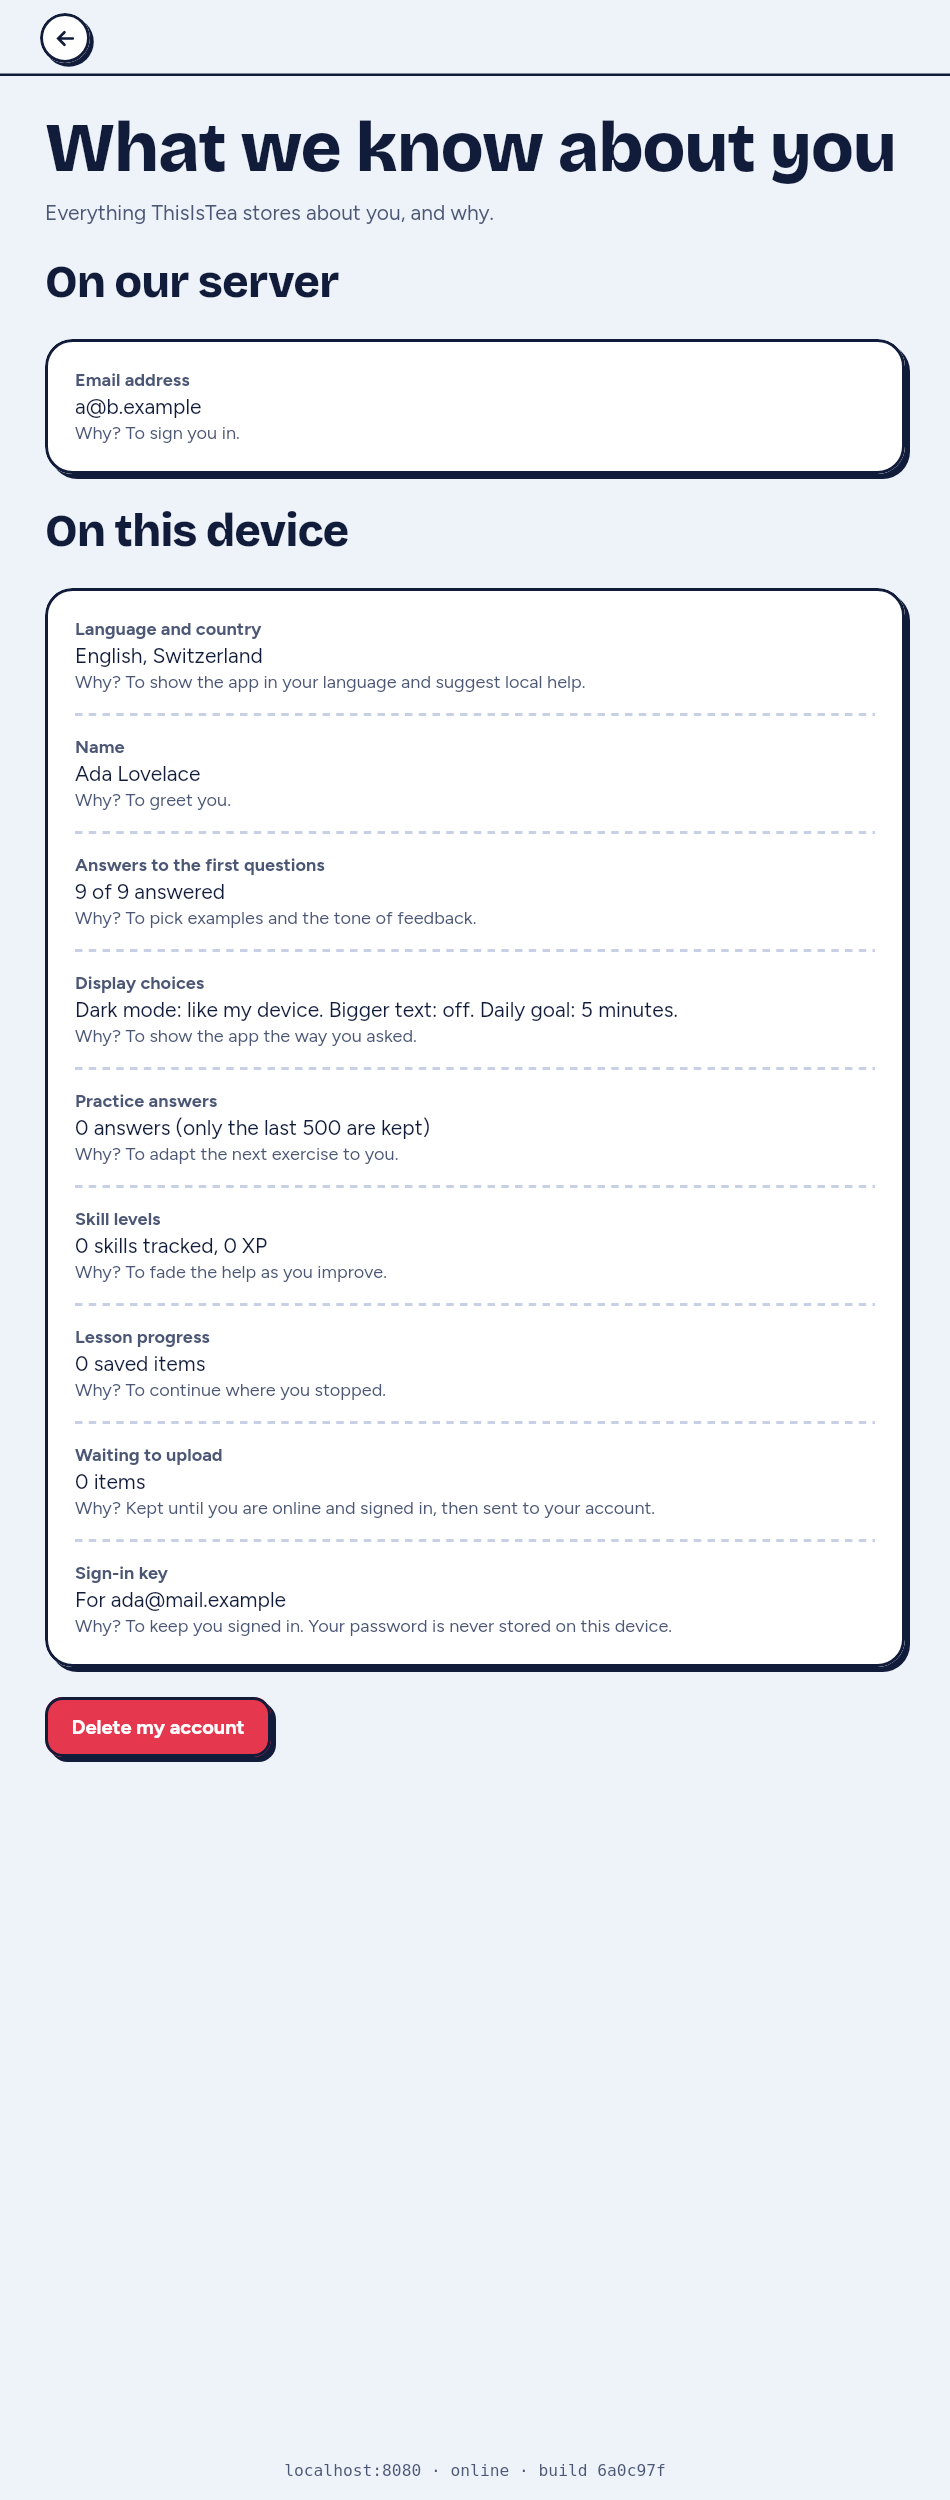 What we know about you
Everything ThisIsTea stores about you, and why.
On our server
Email address
a@b.example
Why? To sign you in.
On this device
Language and country
English, Switzerland
Why? To show the app in your language and suggest local help.
Name
Ada Lovelace
Why? To greet you.
Answers to the first questions
9 of 9 answered
Why? To pick examples and the tone of feedback.
Display choices
Dark mode: like my device. Bigger text: off. Daily goal: 5 minutes.
Why? To show the app the way you asked.
Practice answers
0 answers (only the last 500 are kept)
Why? To adapt the next exercise to you.
Skill levels
0 skills tracked, 0 XP
Why? To fade the help as you improve.
Lesson progress
0 saved items
Why? To continue where you stopped.
Waiting to upload
0 items
Why? Kept until you are online and signed in, then sent to your account.
Sign-in key
For ada@mail.example
Why? To keep you signed in. Your password is never stored on this device.
Delete my account
localhost:8080 · online · build 6a0c97f